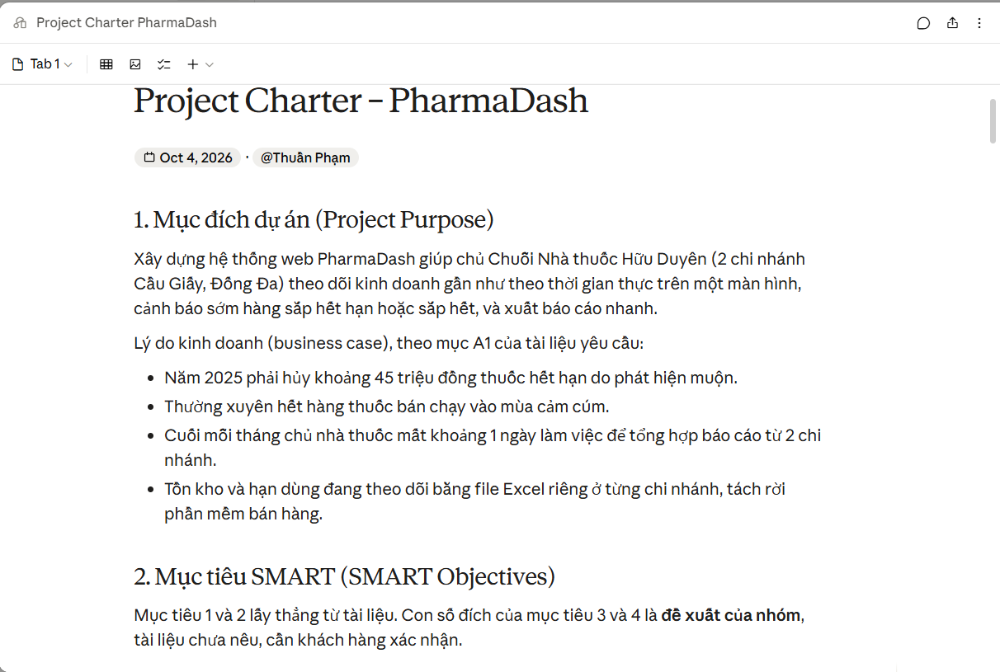 Project Charter PharmaDash
Tab 1
Project Charter – PharmaDash
Oct 4, 2026 · @Thuần Phạm
1. Mục đích dự án (Project Purpose)
Xây dựng hệ thống web PharmaDash giúp chủ Chuỗi Nhà thuốc Hữu Duyên (2 chi nhánh
Cầu Giấy, Đống Đa) theo dõi kinh doanh gần như theo thời gian thực trên một màn hình,
cảnh báo sớm hàng sắp hết hạn hoặc sắp hết, và xuất báo cáo nhanh.
Lý do kinh doanh (business case), theo mục A1 của tài liệu yêu cầu:
• Năm 2025 phải hủy khoảng 45 triệu đồng thuốc hết hạn do phát hiện muộn.
• Thường xuyên hết hàng thuốc bán chạy vào mùa cảm cúm.
• Cuối mỗi tháng chủ nhà thuốc mất khoảng 1 ngày làm việc để tổng hợp báo cáo từ 2 chi
nhánh.
• Tồn kho và hạn dùng đang theo dõi bằng file Excel riêng ở từng chi nhánh, tách rời
phần mềm bán hàng.
2. Mục tiêu SMART (SMART Objectives)
Mục tiêu 1 và 2 lấy thẳng từ tài liệu. Con số đích của mục tiêu 3 và 4 là đề xuất của nhóm,
tài liệu chưa nêu, cần khách hàng xác nhận.